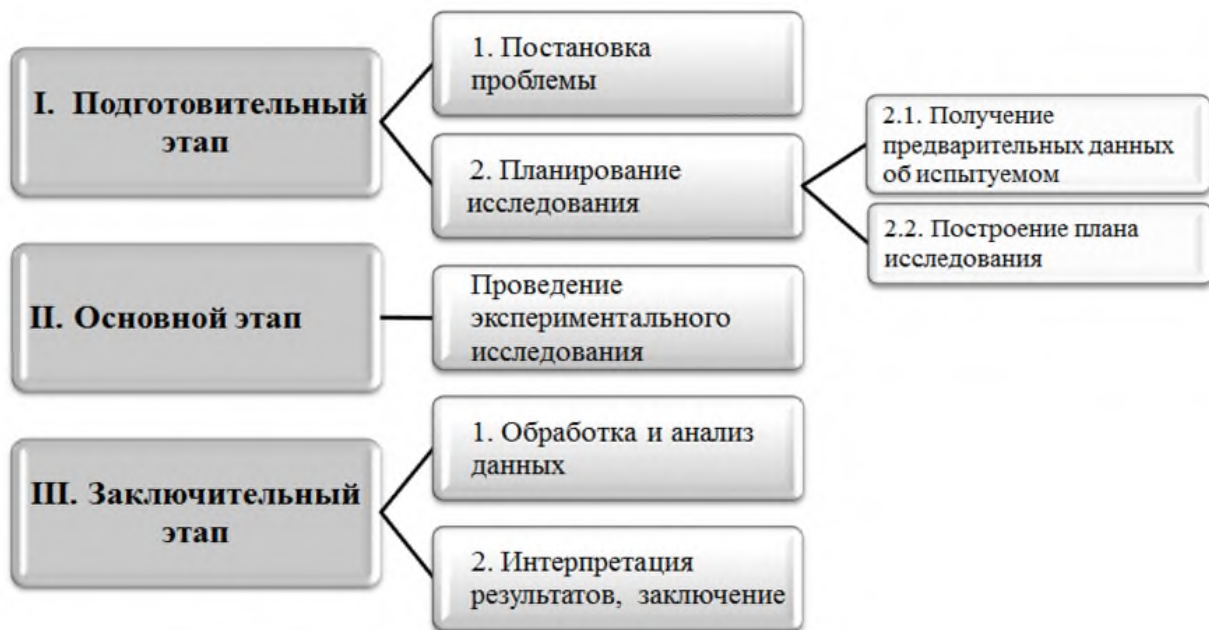 I. Подготовительный
этап
1. Постановка
проблемы
2. Планирование
исследования
2.1. Получение
предварительных данных
об испытуемом
2.2. Построение плана
исследования
II. Основной этап
Проведение
экспериментального
исследования
III. Заключительный
этап
1. Обработка и анализ
данных
2. Интерпретация
результатов, заключение